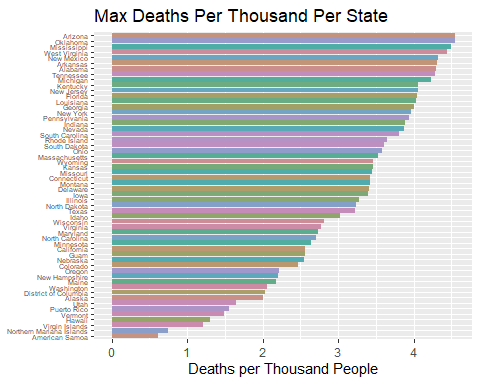 Max Deaths Per Thousand Per State
Arizona
Oklahoma
Mississippi
West Virginia
New Mexico
Arkansas
Alabama
Tennessee
Michigan
Kentucky
New Jersey
Florida
Louisiana
Georgia
New York
Pennsylvania
Indiana
Nevada
South Carolina
Rhode Island
South Dakota
Ohio
Massachusetts
Wyoming
Kansas
Missouri
Connecticut
Montana
Delaware
Iowa
Illinois
North Dakota
Texas
Idaho
Wisconsin
Virginia
Maryland
North Carolina
Minnesota
California
Guam
Nebraska
Colorado
Oregon
New Hampshire
Maine
Washington
District of Columbia
Alaska
Utah
Puerto Rico
Vermont
Hawaii
Virgin Islands
Northern Mariana Islands
American Samoa
0 1 2 3 4
Deaths per Thousand People